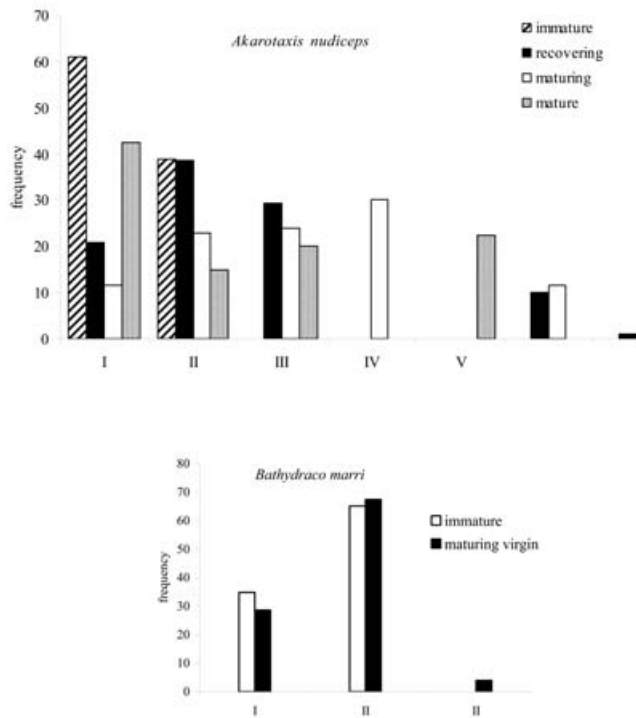 70
60
50
40
30
20
10
0
frequency
Akarotaxis nudiceps
immature
recovering
maturing
mature
I II III IV V
Bathydraco marri
80
70
60
50
40
30
20
10
0
frequency
immature
maturing virgin
I II II